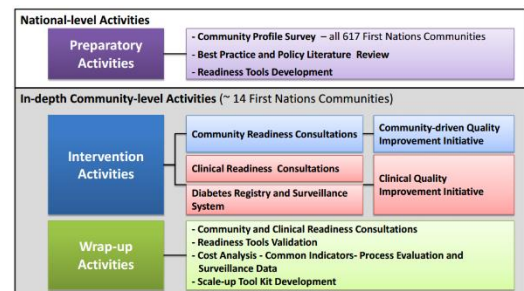 National-level Activities
Preparatory
Activities
- Community Profile Survey – all 617 First Nations Communities
- Best Practice and Policy Literature Review
- Readiness Tools Development
In-depth Community-level Activities (~ 14 First Nations Communities)
Intervention
Activities
Community Readiness Consultations
Community-driven Quality
Improvement Initiative
Clinical Readiness Consultations
Diabetes Registry and Surveillance
System
Clinical Quality
Improvement Initiative
Wrap-up
Activities
- Community and Clinical Readiness Consultations
- Readiness Tools Validation
- Cost Analysis - Common Indicators- Process Evaluation and
Surveillance Data
- Scale-up Tool Kit Development